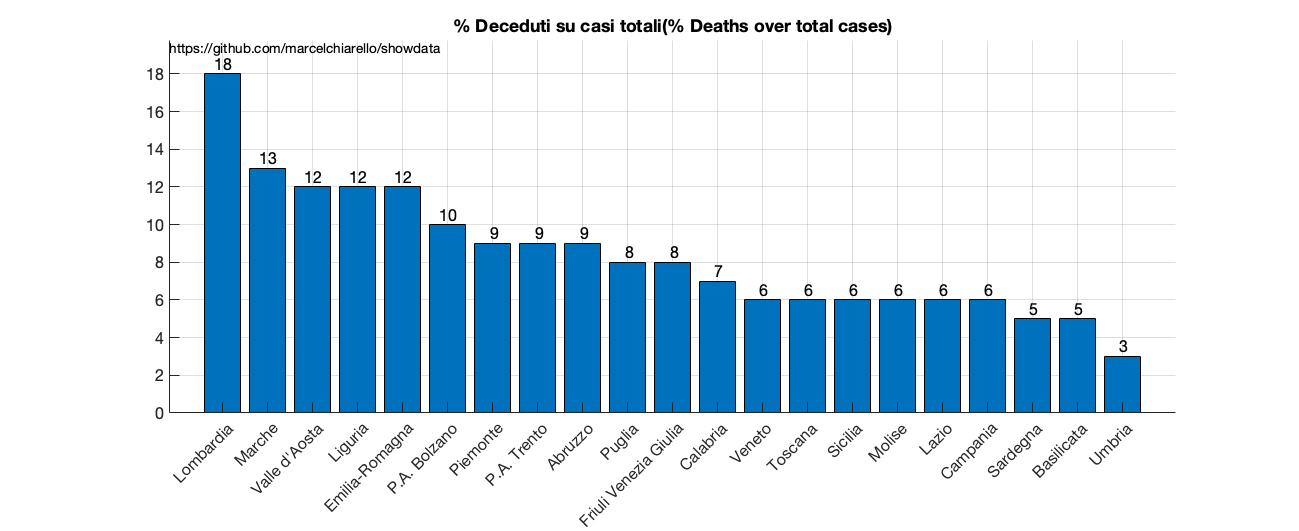 % Deceduti su casi totali(% Deaths over total cases)
https://github.com/marcelchiarello/showdata
18
16
14
12
10
8
6
4
2
0
18
13
12
12
12
10
9
9
9
8
8
7
6
6
6
6
6
6
5
5
3
Lombardia
Marche
Valle d'Aosta
Liguria
Emilia-Romagna
P.A. Bolzano
Piemonte
P.A. Trento
Abruzzo
Puglia
Friuli Venezia Giulia
Calabria
Veneto
Toscana
Sicilia
Molise
Lazio
Campania
Sardegna
Basilicata
Umbria